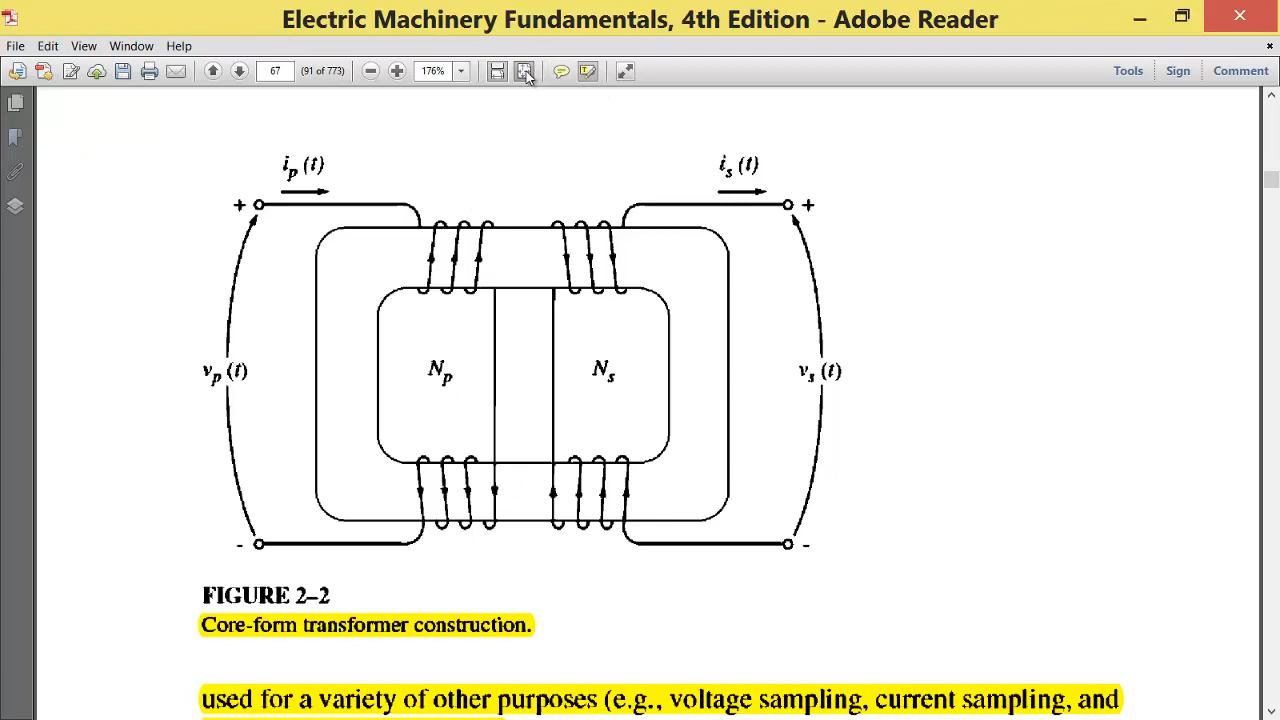 Electric Machinery Fundamentals, 4th Edition - Adobe Reader
File Edit View Window Help
67 (91 of 773) 176% Tools Sign Comment
i_p (t) i_s (t)
+ +
N_p N_s
v_p (t) v_s (t)
- -
FIGURE 2–2
Core-form transformer construction.
used for a variety of other purposes (e.g., voltage sampling, current sampling, and